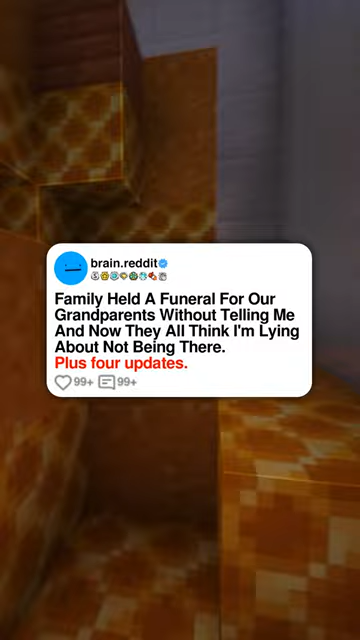 brain.reddit
Family Held A Funeral For Our
Grandparents Without Telling Me
And Now They All Think I'm Lying
About Not Being There.
Plus four updates.
99+ 99+